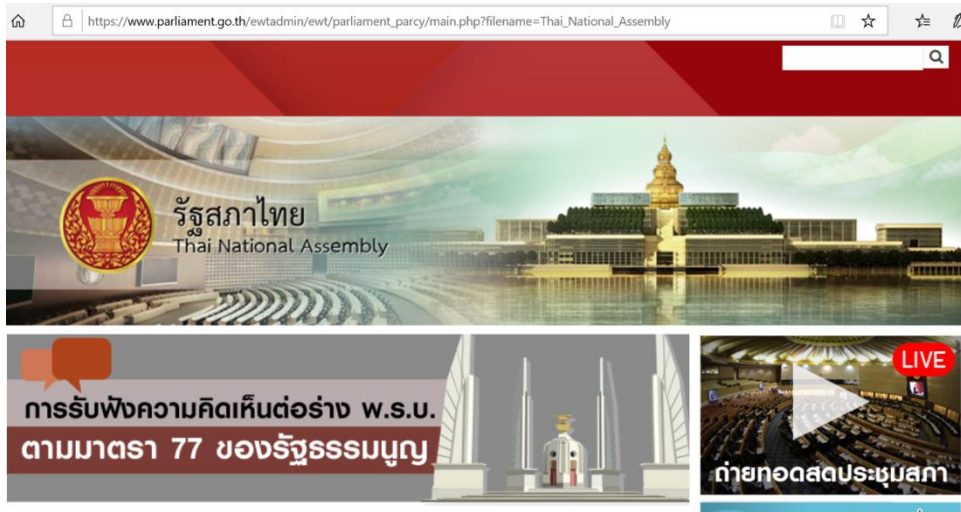 https://www.parliament.go.th/ewtadmin/ewt/parliament_parcy/main.php?filename=Thai_National_Assembly
รัฐสภาไทย
Thai National Assembly
การรับฟังความคิดเห็นต่อร่าง พ.ร.บ.
ตามมาตรา 77 ของรัฐธรรมนูญ
LIVE
ถ่ายทอดสดประชุมสภา